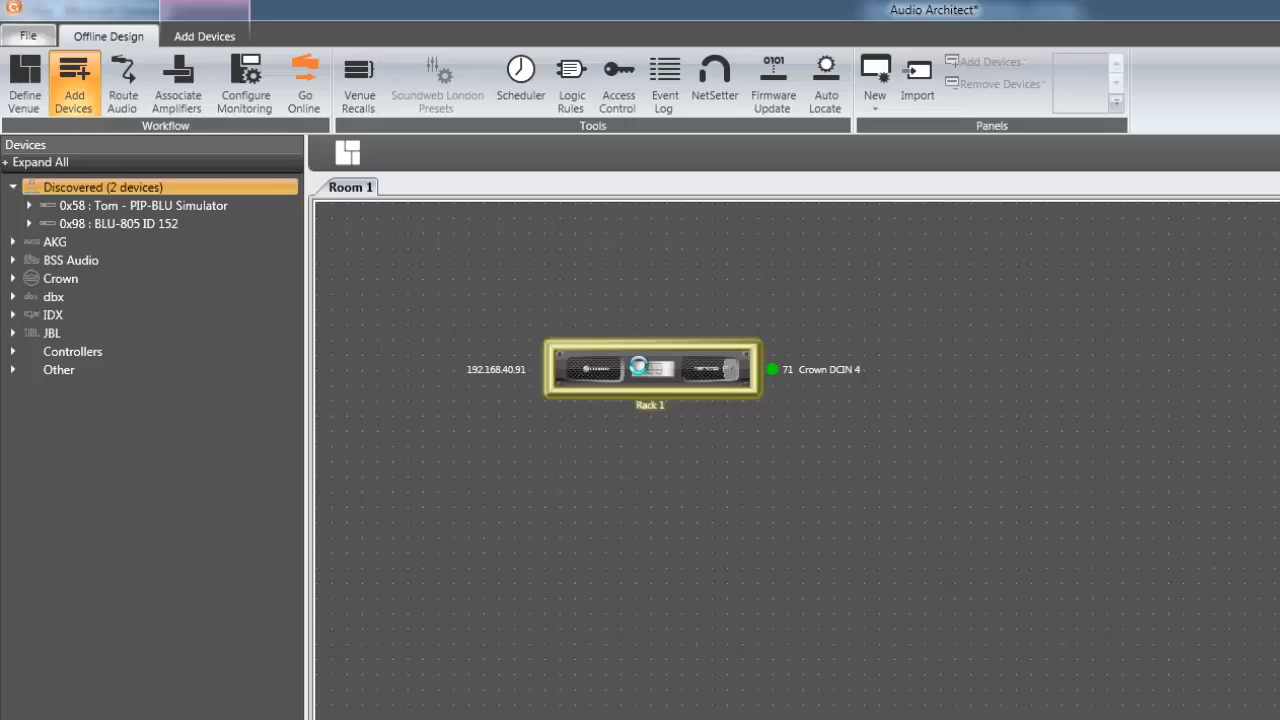 Audio Architect*
File
Offline Design
Add Devices
Define Venue
Add Devices
Route Audio
Associate Amplifiers
Configure Monitoring
Go Online
Venue Recalls
Soundweb London Presets
Scheduler
Logic Rules
Access Control
Event Log
NetSetter
Firmware Update
Auto Locate
New
Import
Add Devices
Remove Devices
Workflow
Tools
Panels
Devices
+ Expand All
Discovered (2 devices)
0x58 : Tom - PIP-BLU Simulator
0x98 : BLU-805 ID 152
AKG
BSS Audio
Crown
dbx
IDX
JBL
Controllers
Other
Room 1
192.168.40.91
71 Crown DCIN 4
Rack 1